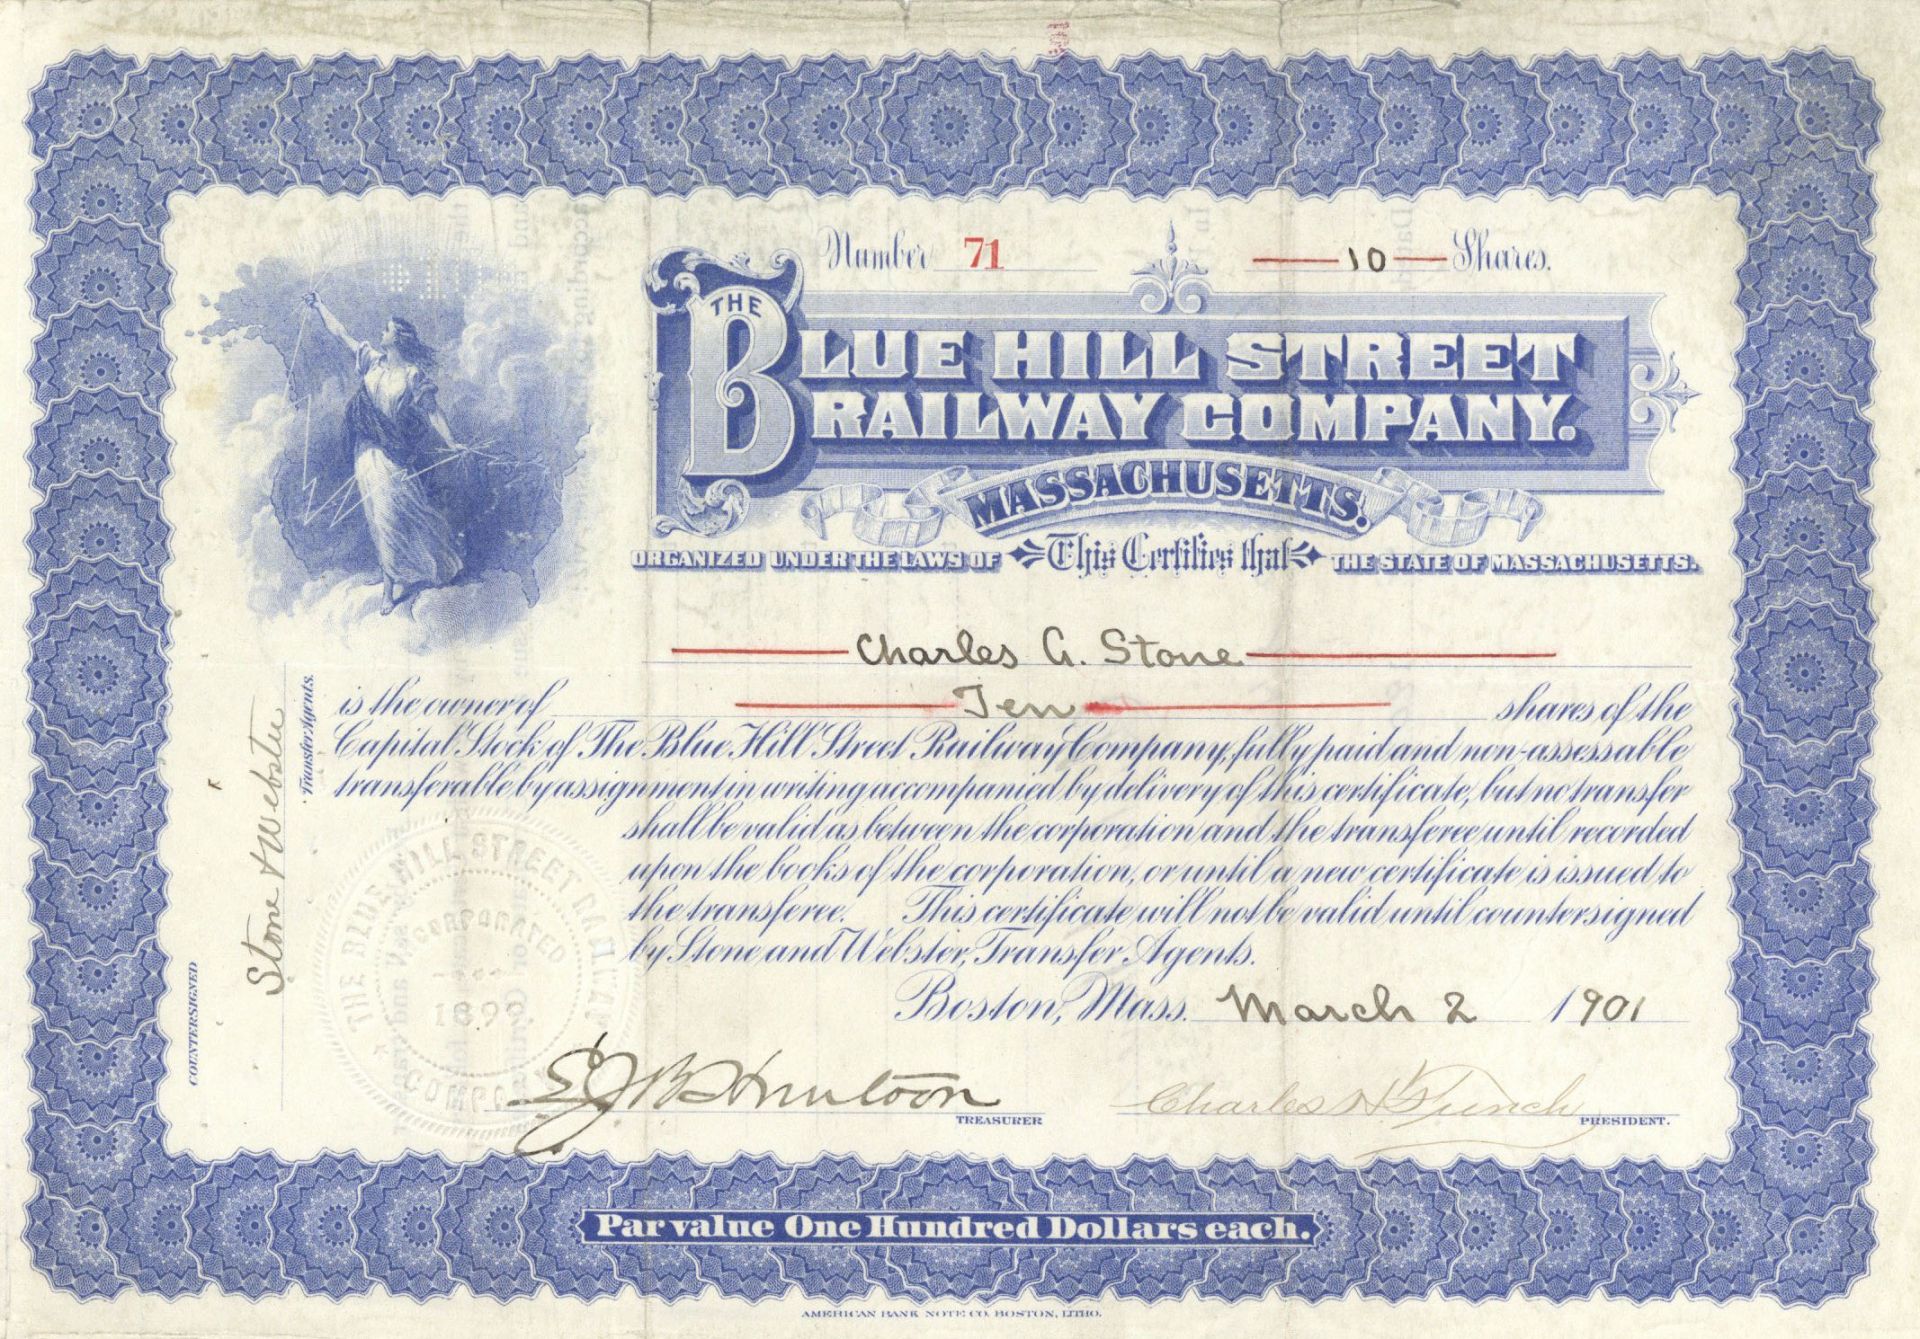 Number 71
10 Shares.
THE BLUE HILL STREET
RAILWAY COMPANY.
MASSACHUSETTS.
ORGANIZED UNDER THE LAWS OF This Certifies that THE STATE OF MASSACHUSETTS.
Charles A. Stone
is the owner of Ten shares of the
Capital Stock of The Blue Hill Street Railway Company, fully paid and non-assessable
transferable by assignment in writing accompanied by delivery of this certificate, but no transfer
shall be valid as between the corporation and the transferee until recorded
upon the books of the corporation, or until a new certificate is issued to
the transferee. This certificate will not be valid until countersigned
by Stone and Webster, Transfer Agents.
Boston, Mass. March 2 1901
TREASURER
Charles H. French
PRESIDENT.
COUNTERSIGNED
Stone & Webster
Transfer Agents.
THE BLUE HILL STREET RAILWAY
COMPANY
INCORPORATED
1899
Par value One Hundred Dollars each.
AMERICAN BANK NOTE CO. BOSTON, LITHO.